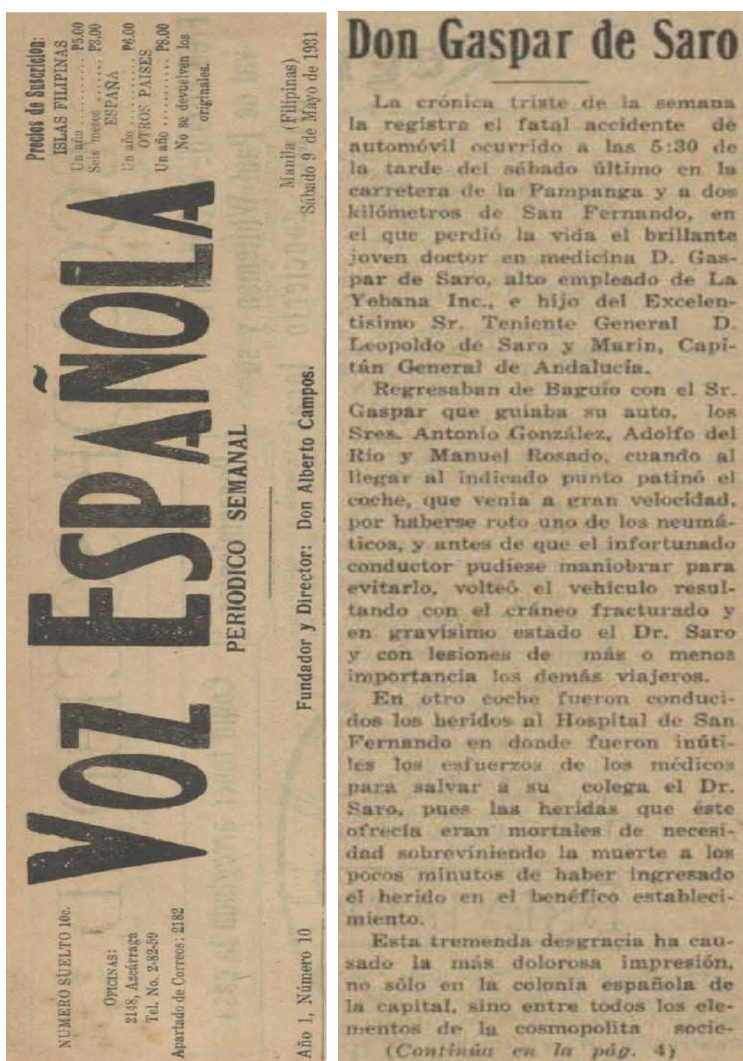 NUMERO SUELTO 10c.
OFICINAS:
2148, Azcárraga
Tel. No. 2-82-59
Apartado de Correos: 2182
VOZ ESPAÑOLA
PERIODICO SEMANAL
Precios de Suscricion:
ISLAS FILIPINAS
Un año .......... ₱5.00
Seis meses ....... ₱3.00
ESPAÑA
Un año .......... ₱6.00
OTROS PAISES
Un año .......... ₱8.00
No se devuelven los
originales.
Año 1, Número 10
Fundador y Director: Don Alberto Campos.
Manila (Filipinas)
Sábado 9 de Mayo de 1931
Don Gaspar de Saro
La crónica triste de la semana
la registra el fatal accidente de
automóvil ocurrido a las 5:30 de
la tarde del sábado último en la
carretera de la Pampanga y a dos
kilómetros de San Fernando, en
el que perdió la vida el brillante
joven doctor en medicina D. Gas-
par de Saro, alto empleado de La
Yebana Inc., e hijo del Excelen-
tisimo Sr. Teniente General D.
Leopoldo de Saro y Marin, Capi-
tán General de Andalucía.
Regresaban de Baguio con el Sr.
Gaspar que guiaba su auto, los
Sres. Antonio González, Adolfo del
Rio y Manuel Rosado, cuando al
llegar al indicado punto patinó el
coche, que venia a gran velocidad,
por haberse roto uno de los neumá-
ticos, y antes de que el infortunado
conductor pudiese maniobrar para
evitarlo, volteó el vehiculo resul-
tando con el cráneo fracturado y
en gravisimo estado el Dr. Saro
y con lesiones de más o menos
importancia los demás viajeros.
En otro coche fueron conduci-
dos los heridos al Hospital de San
Fernando en donde fueron inúti-
les los esfuerzos de los médicos
para salvar a su colega el Dr.
Saro, pues las heridas que éste
ofrecía eran mortales de necesi-
dad sobreviniendo la muerte a los
pocos minutos de haber ingresado
el herido en el benéfico estableci-
miento.
Esta tremenda desgracia ha cau-
sado la más dolorosa impresión,
no sólo en la colonia española de
la capital, sino entre todos los ele-
mentos de la cosmopolita socie-
(Continúa en la pág. 4)